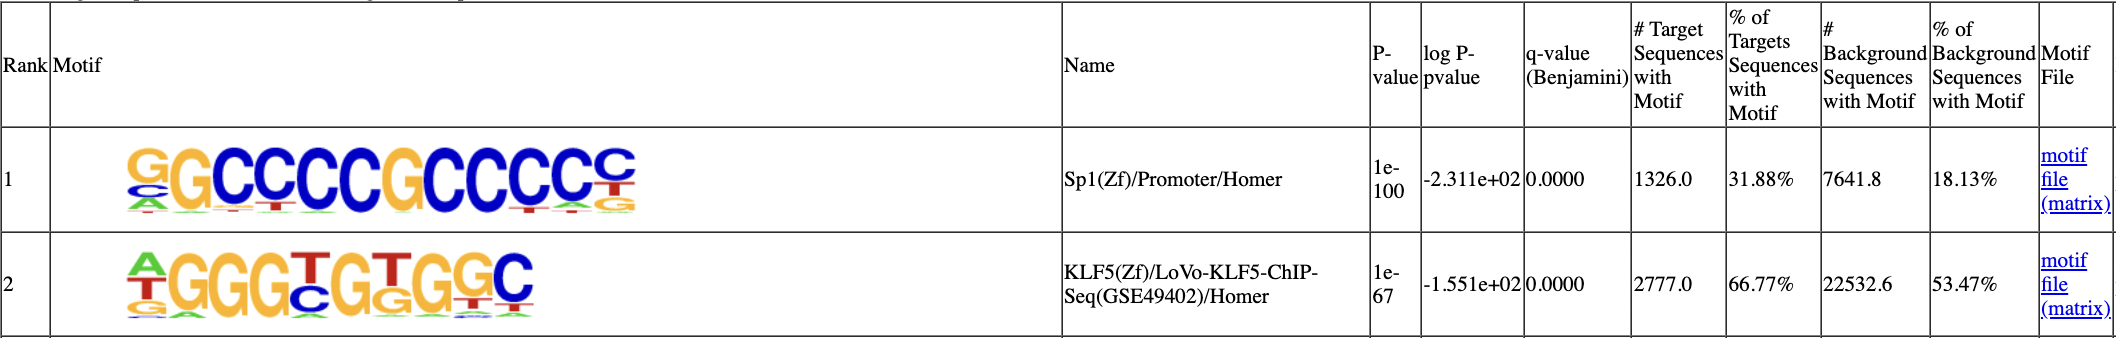 Rank
Motif
Name
P-
value
log P-
pvalue
q-value
(Benjamini)
# Target
Sequences
with
Motif
% of
Targets
Sequences
with
Motif
#
Background
Sequences
with Motif
% of
Background
Sequences
with Motif
Motif
File
1
GGCCCCGCCCCC
Sp1(Zf)/Promoter/Homer
1e-
100
-2.311e+02
0.0000
1326.0
31.88%
7641.8
18.13%
motif
file
(matrix)
2
AGGGTGTGGC
KLF5(Zf)/LoVo-KLF5-ChIP-
Seq(GSE49402)/Homer
1e-
67
-1.551e+02
0.0000
2777.0
66.77%
22532.6
53.47%
motif
file
(matrix)